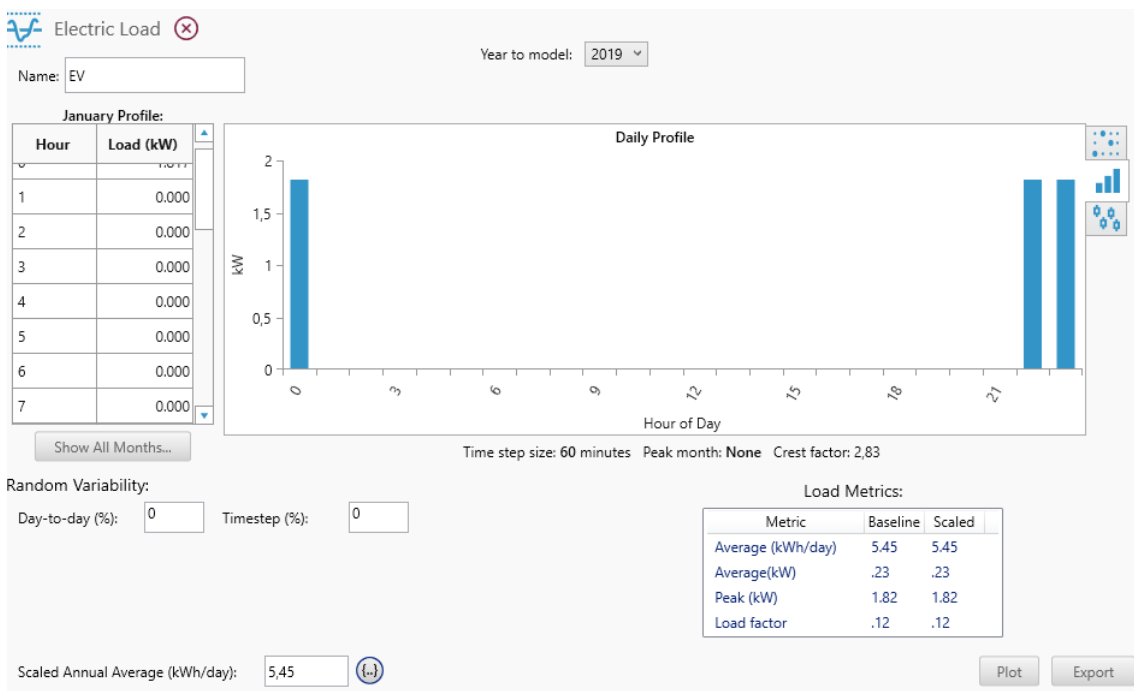 Electric Load
Year to model: 2019
Name: EV
January Profile:
Hour Load (kW)
1 0.000
2 0.000
3 0.000
4 0.000
5 0.000
6 0.000
7 0.000
Show All Months...
Daily Profile
kW
2
1,5
1
0,5
0
0 3 6 9 12 15 18 21
Hour of Day
Time step size: 60 minutes Peak month: None Crest factor: 2,83
Random Variability:
Day-to-day (%): 0 Timestep (%): 0
Load Metrics:
Metric Baseline Scaled
Average (kWh/day) 5.45 5.45
Average(kW) .23 .23
Peak (kW) 1.82 1.82
Load factor .12 .12
Scaled Annual Average (kWh/day): 5,45 {..}
Plot Export